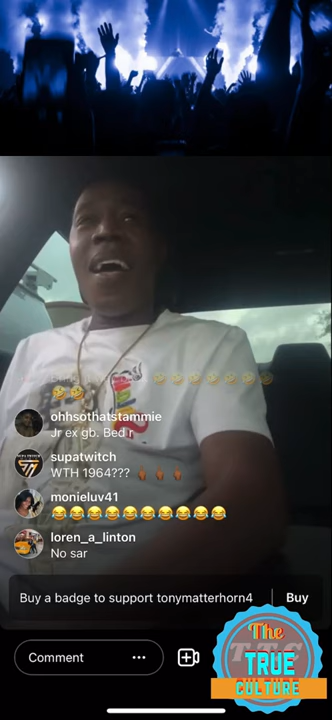 🤣🤣🤣🤣🤣🤣🤣🤣
🤣🤣
ohhsothatstammie
Jr ex gb. Bed r
supatwitch
WTH 1964???
monieluv41
😂😂😂😂😂😂😂😂😂😂😂
loren_a_linton
No sar
Buy a badge to support tonymatterhorn4
Buy
Comment
The
T.T.C
TRUE
CULTURE